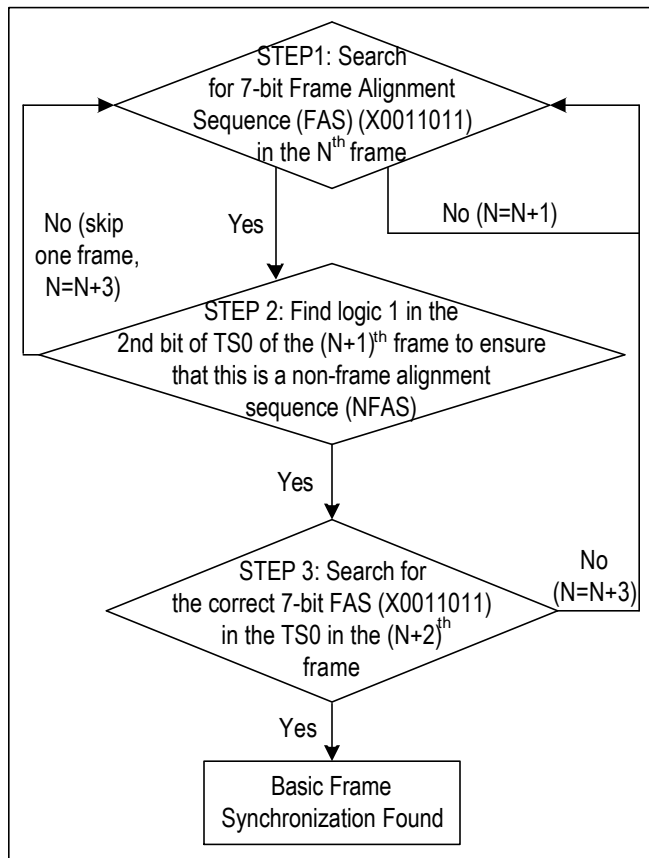 STEP1: Search
for 7-bit Frame Alignment
Sequence (FAS) (X0011011)
in the Nth frame
No (skip
one frame,
N=N+3)
Yes
No (N=N+1)
STEP 2: Find logic 1 in the
2nd bit of TS0 of the (N+1)th frame to ensure
that this is a non-frame alignment
sequence (NFAS)
Yes
STEP 3: Search for
the correct 7-bit FAS (X0011011)
in the TS0 in the (N+2)th
frame
No
(N=N+3)
Yes
Basic Frame
Synchronization Found